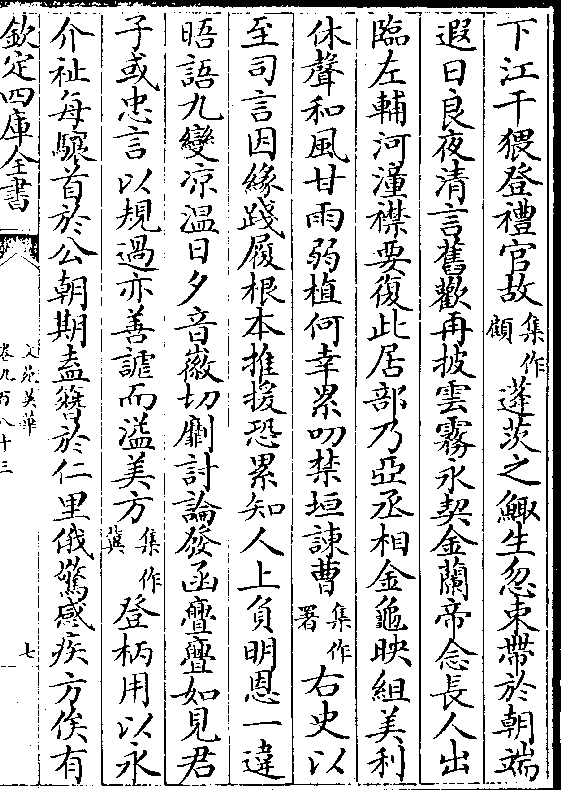 下江干猥登禮官故集作顧蓬茨之鯫生忽束帶於朝端
遐日良夜清言舊歡再披雲霧永契金蘭帝念長人出
臨左輔河潼襟要復此居部乃亞丞相金龜映組美利
休聲和風甘雨弱植何幸累叨禁垣諫曹集作署右史以
至司言因緣踐履根本推援恐累知人上負明恩一違
晤語九變凉溫日夕音徽切劘討論發函亹亹如見君
子或忠言以規過亦善謔而溢美方集作冀登柄用以永
介祉每驤首於公朝期盍簪於仁里俄驚感疾方俟有
欽定四庫全書
文苑英華
卷九百八十三
七